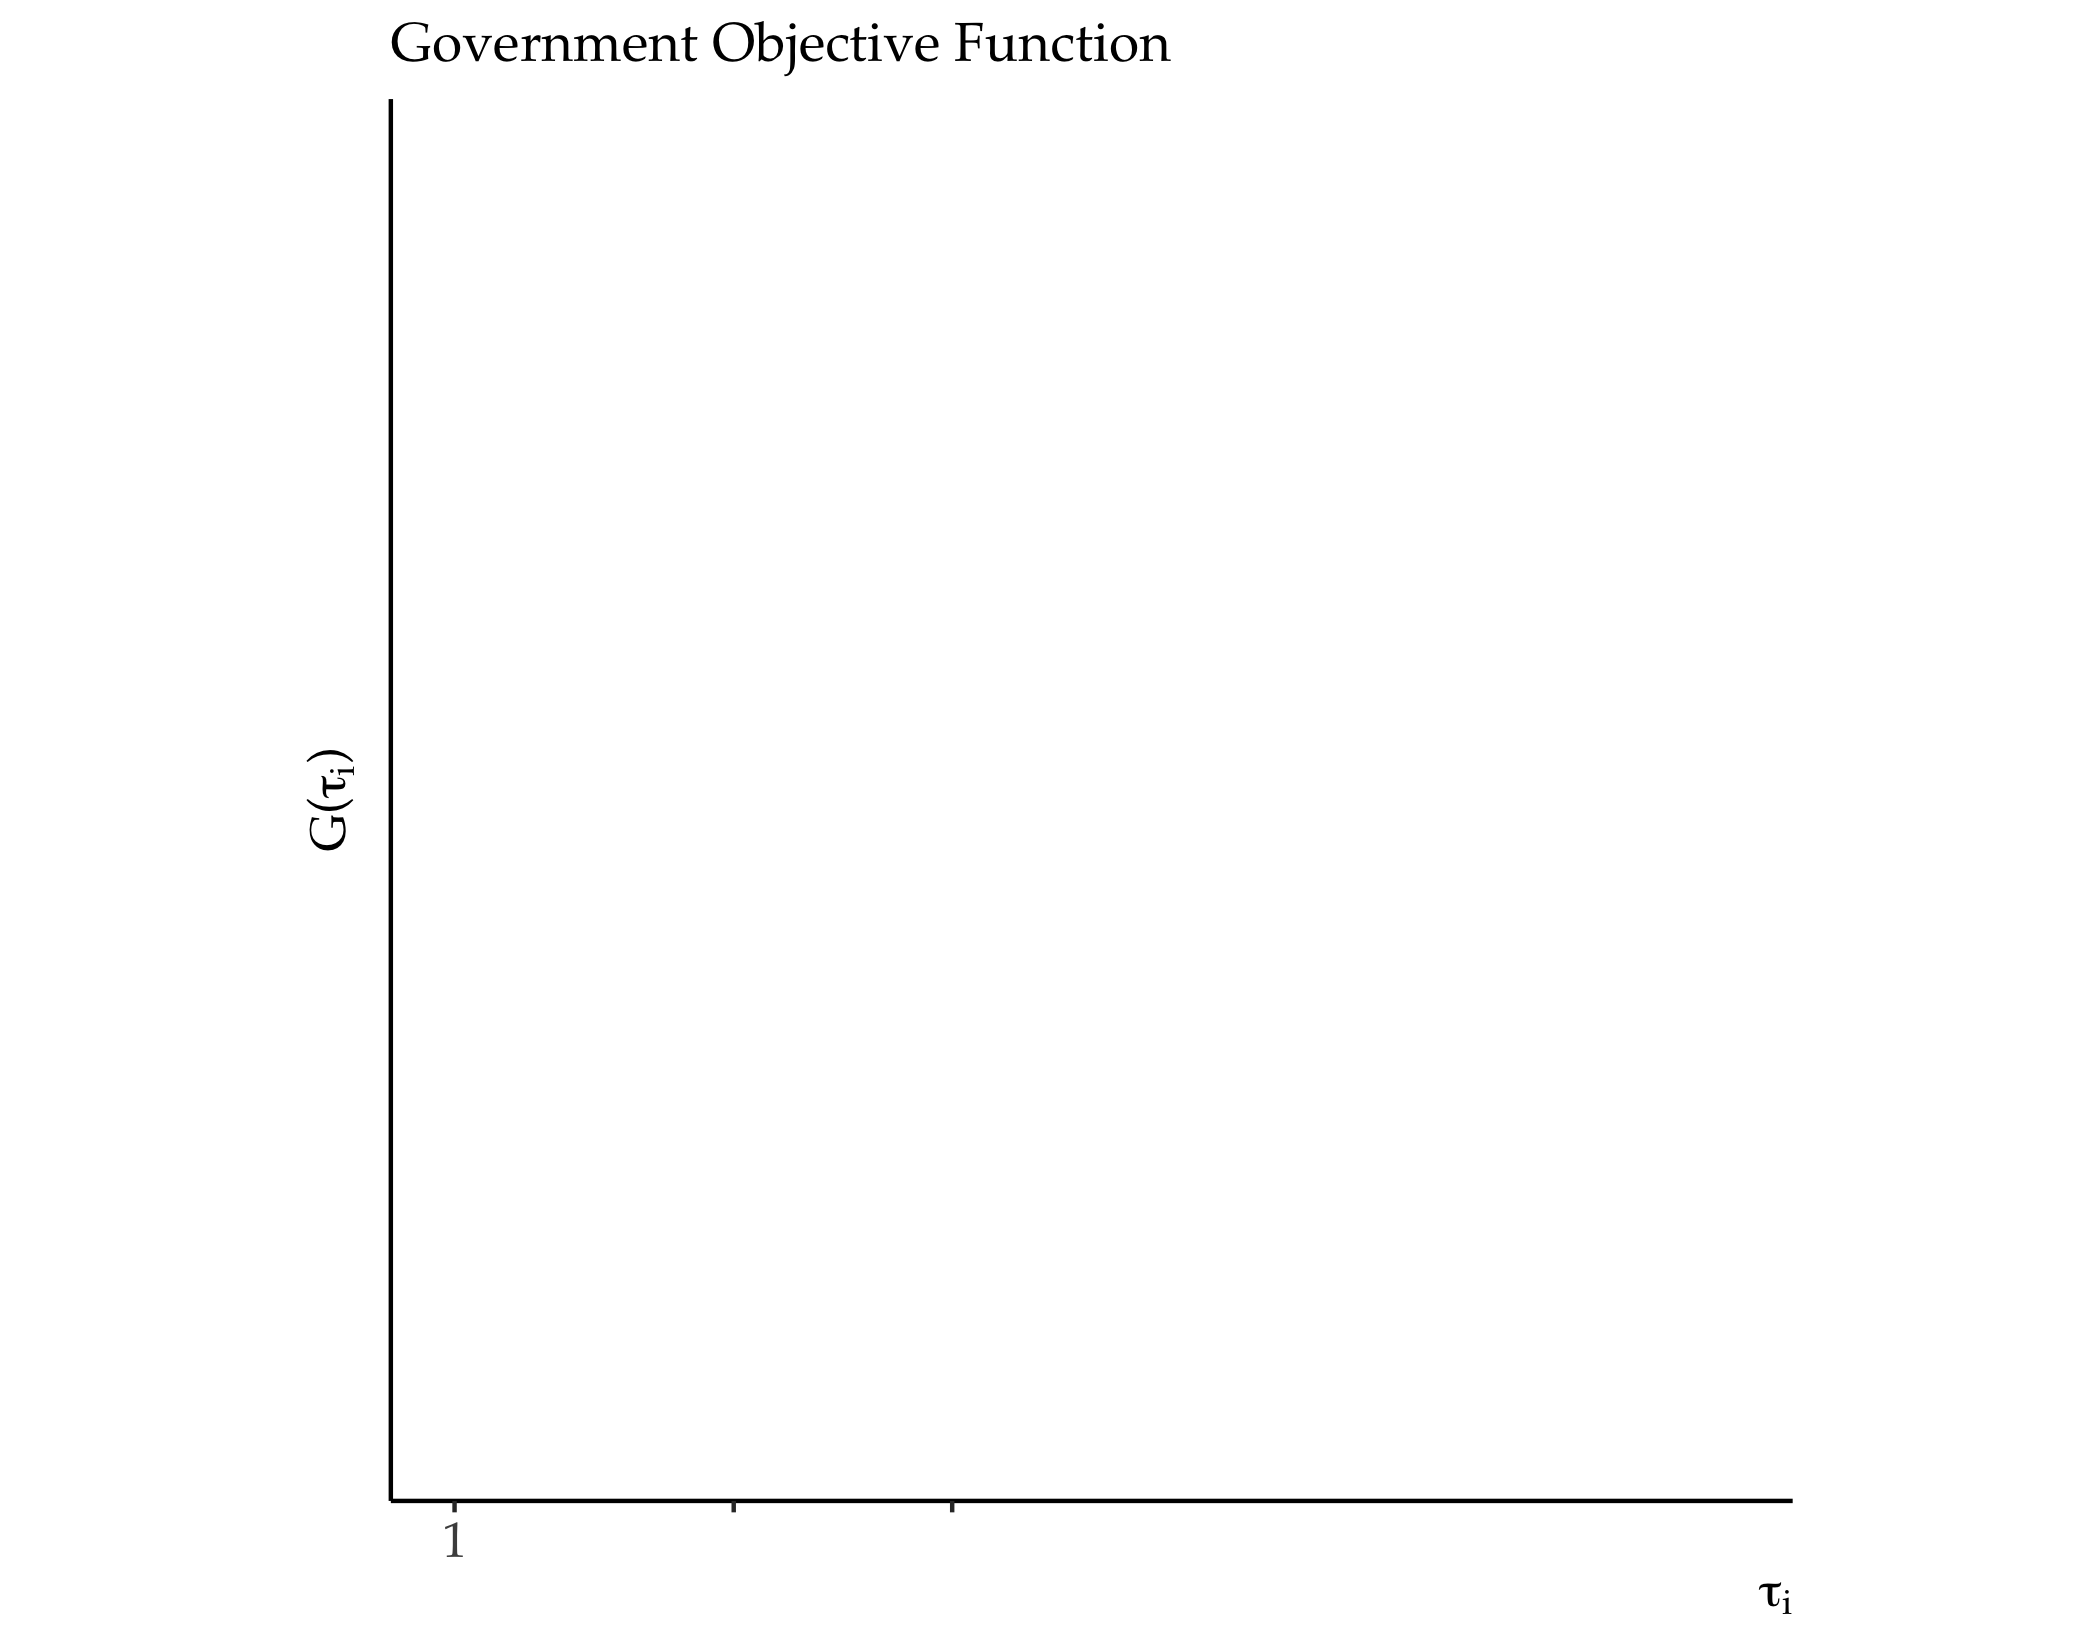 Government Objective Function
G(τᵢ)
1
τᵢ